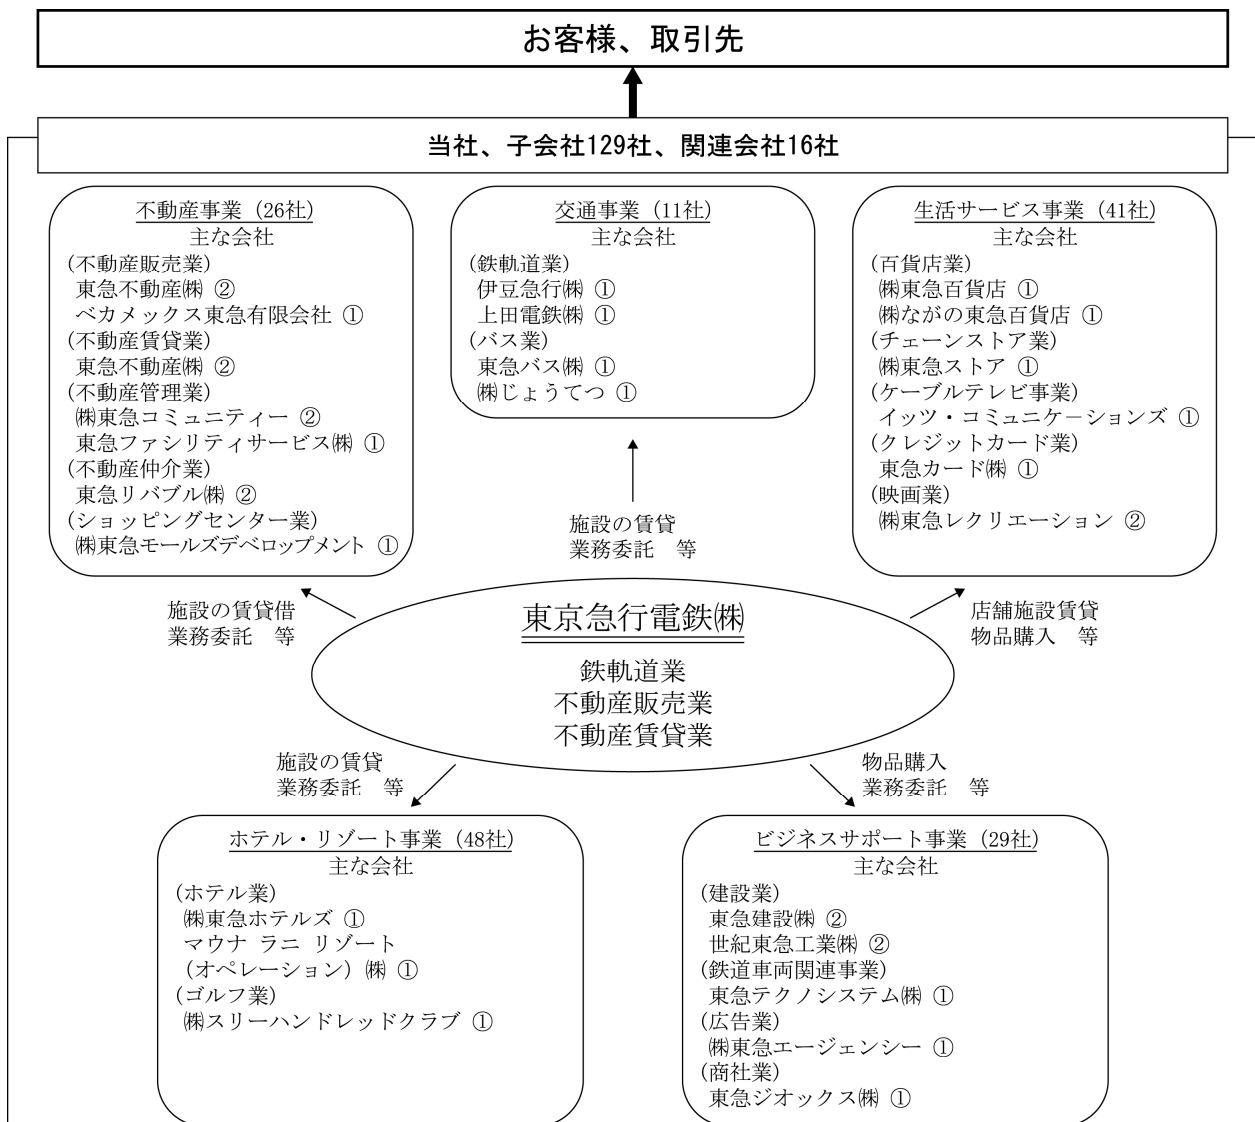 お客様、取引先
当社、子会社129社、関連会社16社
不動産事業（26社）
主な会社
(不動産販売業)
東急不動産㈱ ②
ベカメックス東急有限会社 ①
(不動産賃貸業)
東急不動産㈱ ②
(不動産管理業)
㈱東急コミュニティー ②
東急ファシリティサービス㈱ ①
(不動産仲介業)
東急リバブル㈱ ②
(ショッピングセンター業)
㈱東急モールズデベロップメント ①
交通事業（11社）
主な会社
(鉄軌道業)
伊豆急行㈱ ①
上田電鉄㈱ ①
(バス業)
東急バス㈱ ①
㈱じょうてつ ①
生活サービス事業（41社）
主な会社
(百貨店業)
㈱東急百貨店 ①
㈱ながの東急百貨店 ①
(チェーンストア業)
㈱東急ストア ①
(ケーブルテレビ事業)
イッツ・コミュニケ－ションズ ①
(クレジットカード業)
東急カード㈱ ①
(映画業)
㈱東急レクリエーション ②
施設の賃貸
業務委託　等
施設の賃貸借
業務委託　等
店舗施設賃貸
物品購入　等
東京急行電鉄㈱
鉄軌道業
不動産販売業
不動産賃貸業
施設の賃貸
業務委託　等
物品購入
業務委託　等
ホテル・リゾート事業（48社）
主な会社
(ホテル業)
㈱東急ホテルズ ①
マウナ ラニ リゾート
（オペレーション）㈱ ①
(ゴルフ業)
㈱スリーハンドレッドクラブ ①
ビジネスサポート事業（29社）
主な会社
(建設業)
東急建設㈱ ②
世紀東急工業㈱ ②
(鉄道車両関連事業)
東急テクノシステム㈱ ①
(広告業)
㈱東急エージェンシー ①
(商社業)
東急ジオックス㈱ ①